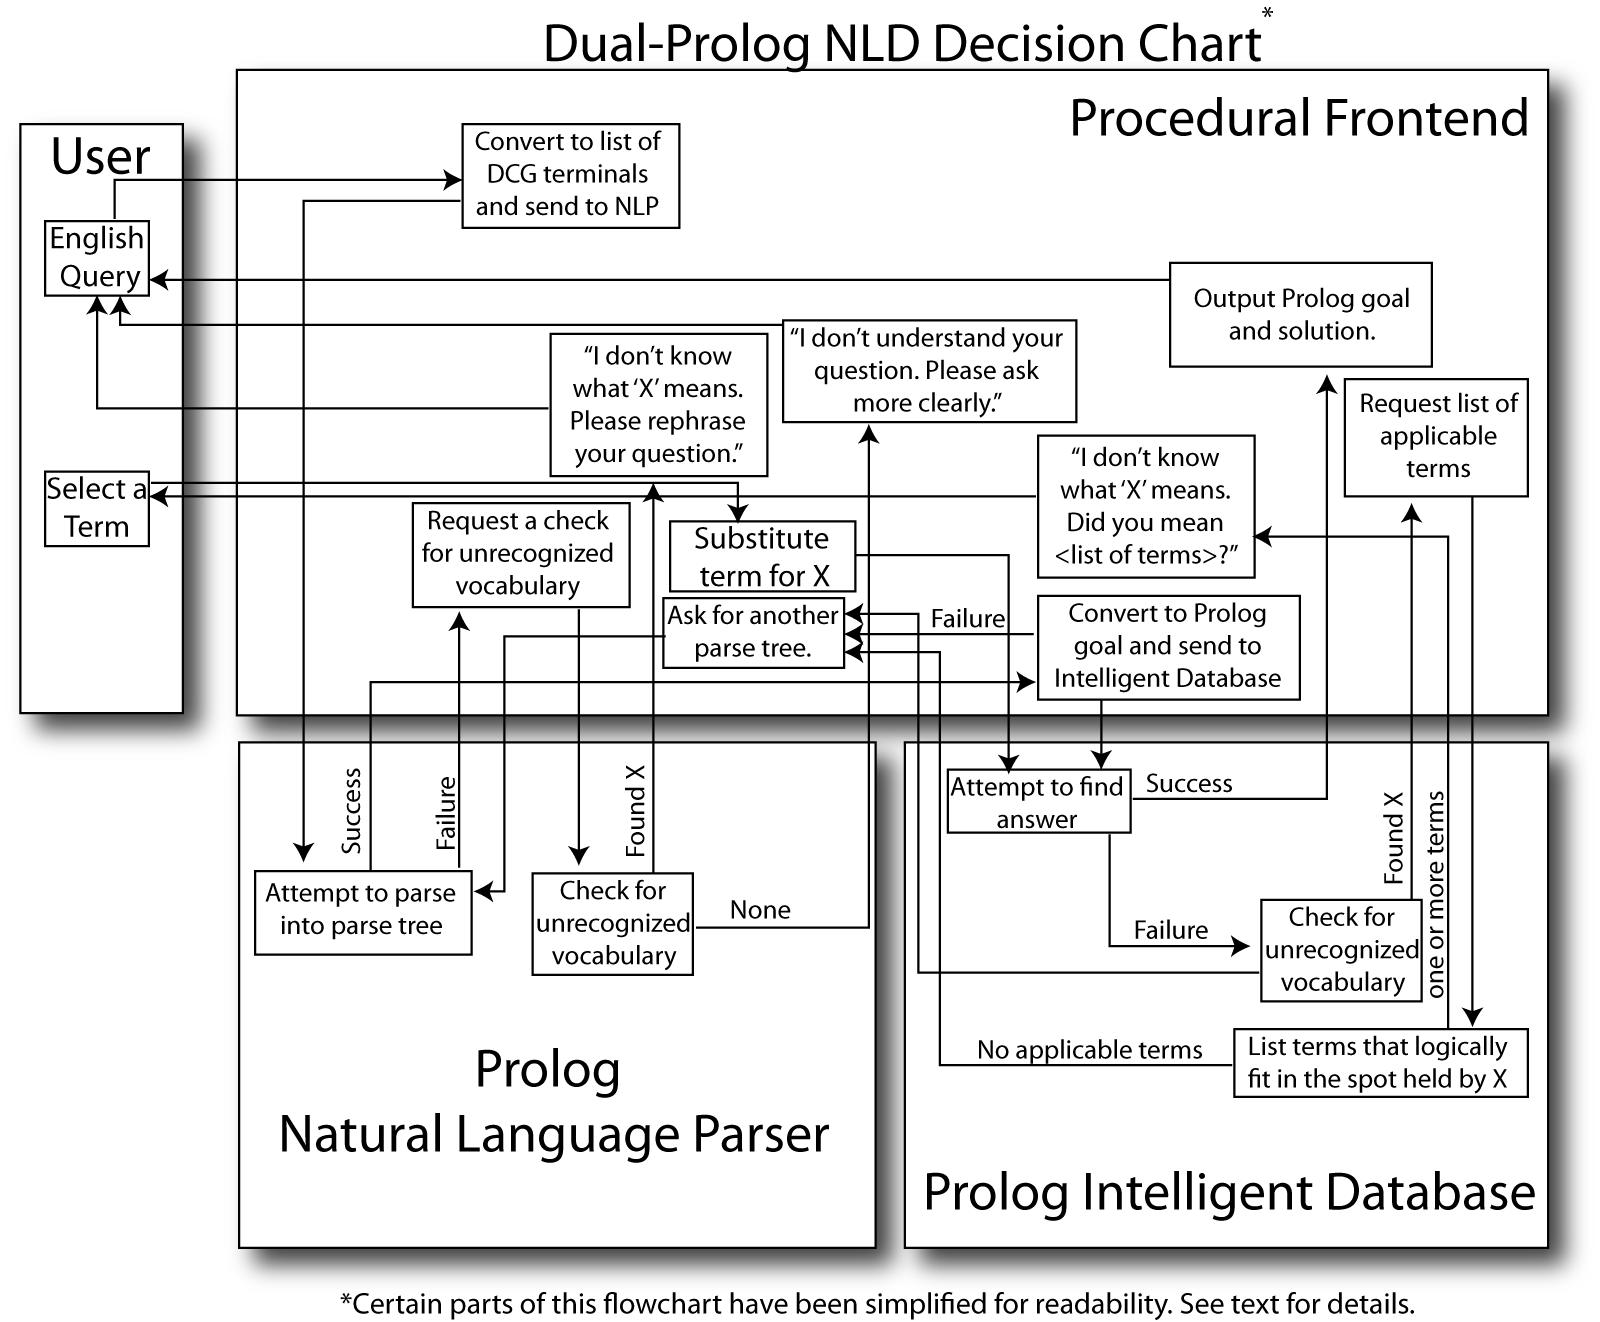 Dual-Prolog NLD Decision Chart*
Procedural Frontend
User
Convert to list of
DCG terminals
and send to NLP
English
Query
Output Prolog goal
and solution.
“I don’t understand your
question. Please ask
more clearly.”
“I don’t know
what ‘X’ means.
Please rephrase
your question.”
Request list of
applicable
terms
“I don’t know
what ‘X’ means.
Did you mean
<list of terms>?”
Select a
Term
Request a check
for unrecognized
vocabulary
Substitute
term for X
Ask for another
parse tree.
Failure
Convert to Prolog
goal and send to
Intelligent Database
Success
Failure
Found X
Attempt to parse
into parse tree
Check for
unrecognized
vocabulary
None
Prolog
Natural Language Parser
Attempt to find
answer
Success
Failure
Found X
one or more terms
Check for
unrecognized
vocabulary
No applicable terms
List terms that logically
fit in the spot held by X
Prolog Intelligent Database
*Certain parts of this flowchart have been simplified for readability. See text for details.